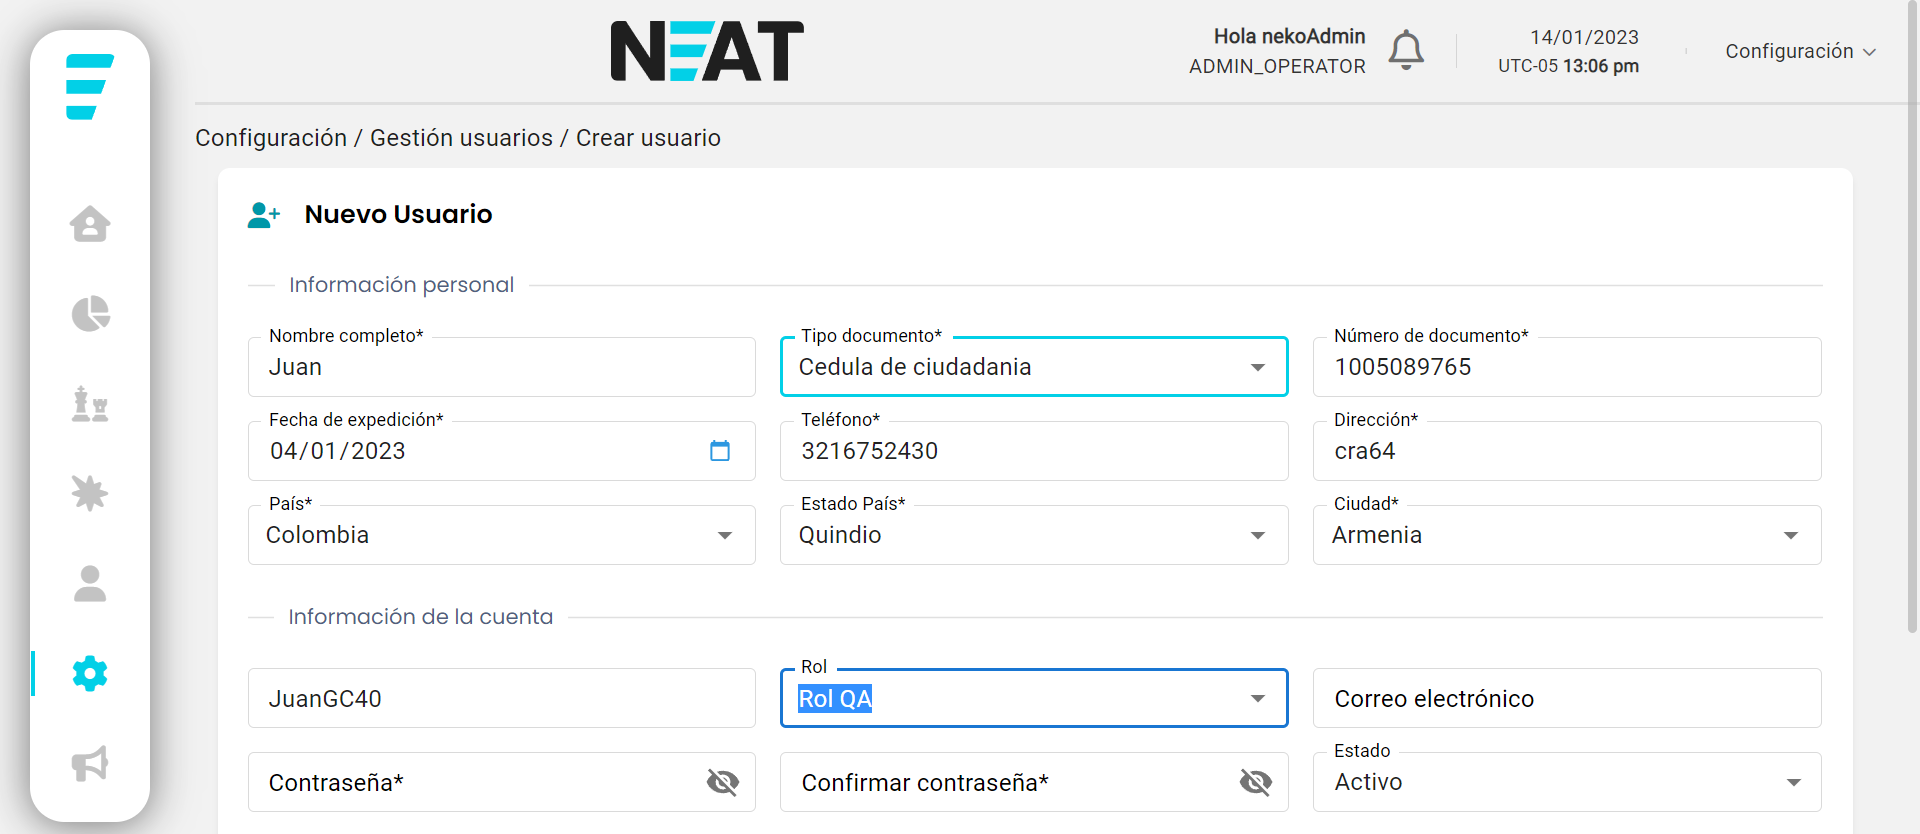 NEAT
Hola nekoAdmin
ADMIN_OPERATOR
14/01/2023
UTC-05 13:06 pm
Configuración
Configuración / Gestión usuarios / Crear usuario
Nuevo Usuario
Información personal
Nombre completo*
Juan
Tipo documento*
Cedula de ciudadania
Número de documento*
1005089765
Fecha de expedición*
04/01/2023
Teléfono*
3216752430
Dirección*
cra64
País*
Colombia
Estado País*
Quindio
Ciudad*
Armenia
Información de la cuenta
JuanGC40
Rol
Rol QA
Correo electrónico
Contraseña*
Confirmar contraseña*
Estado
Activo